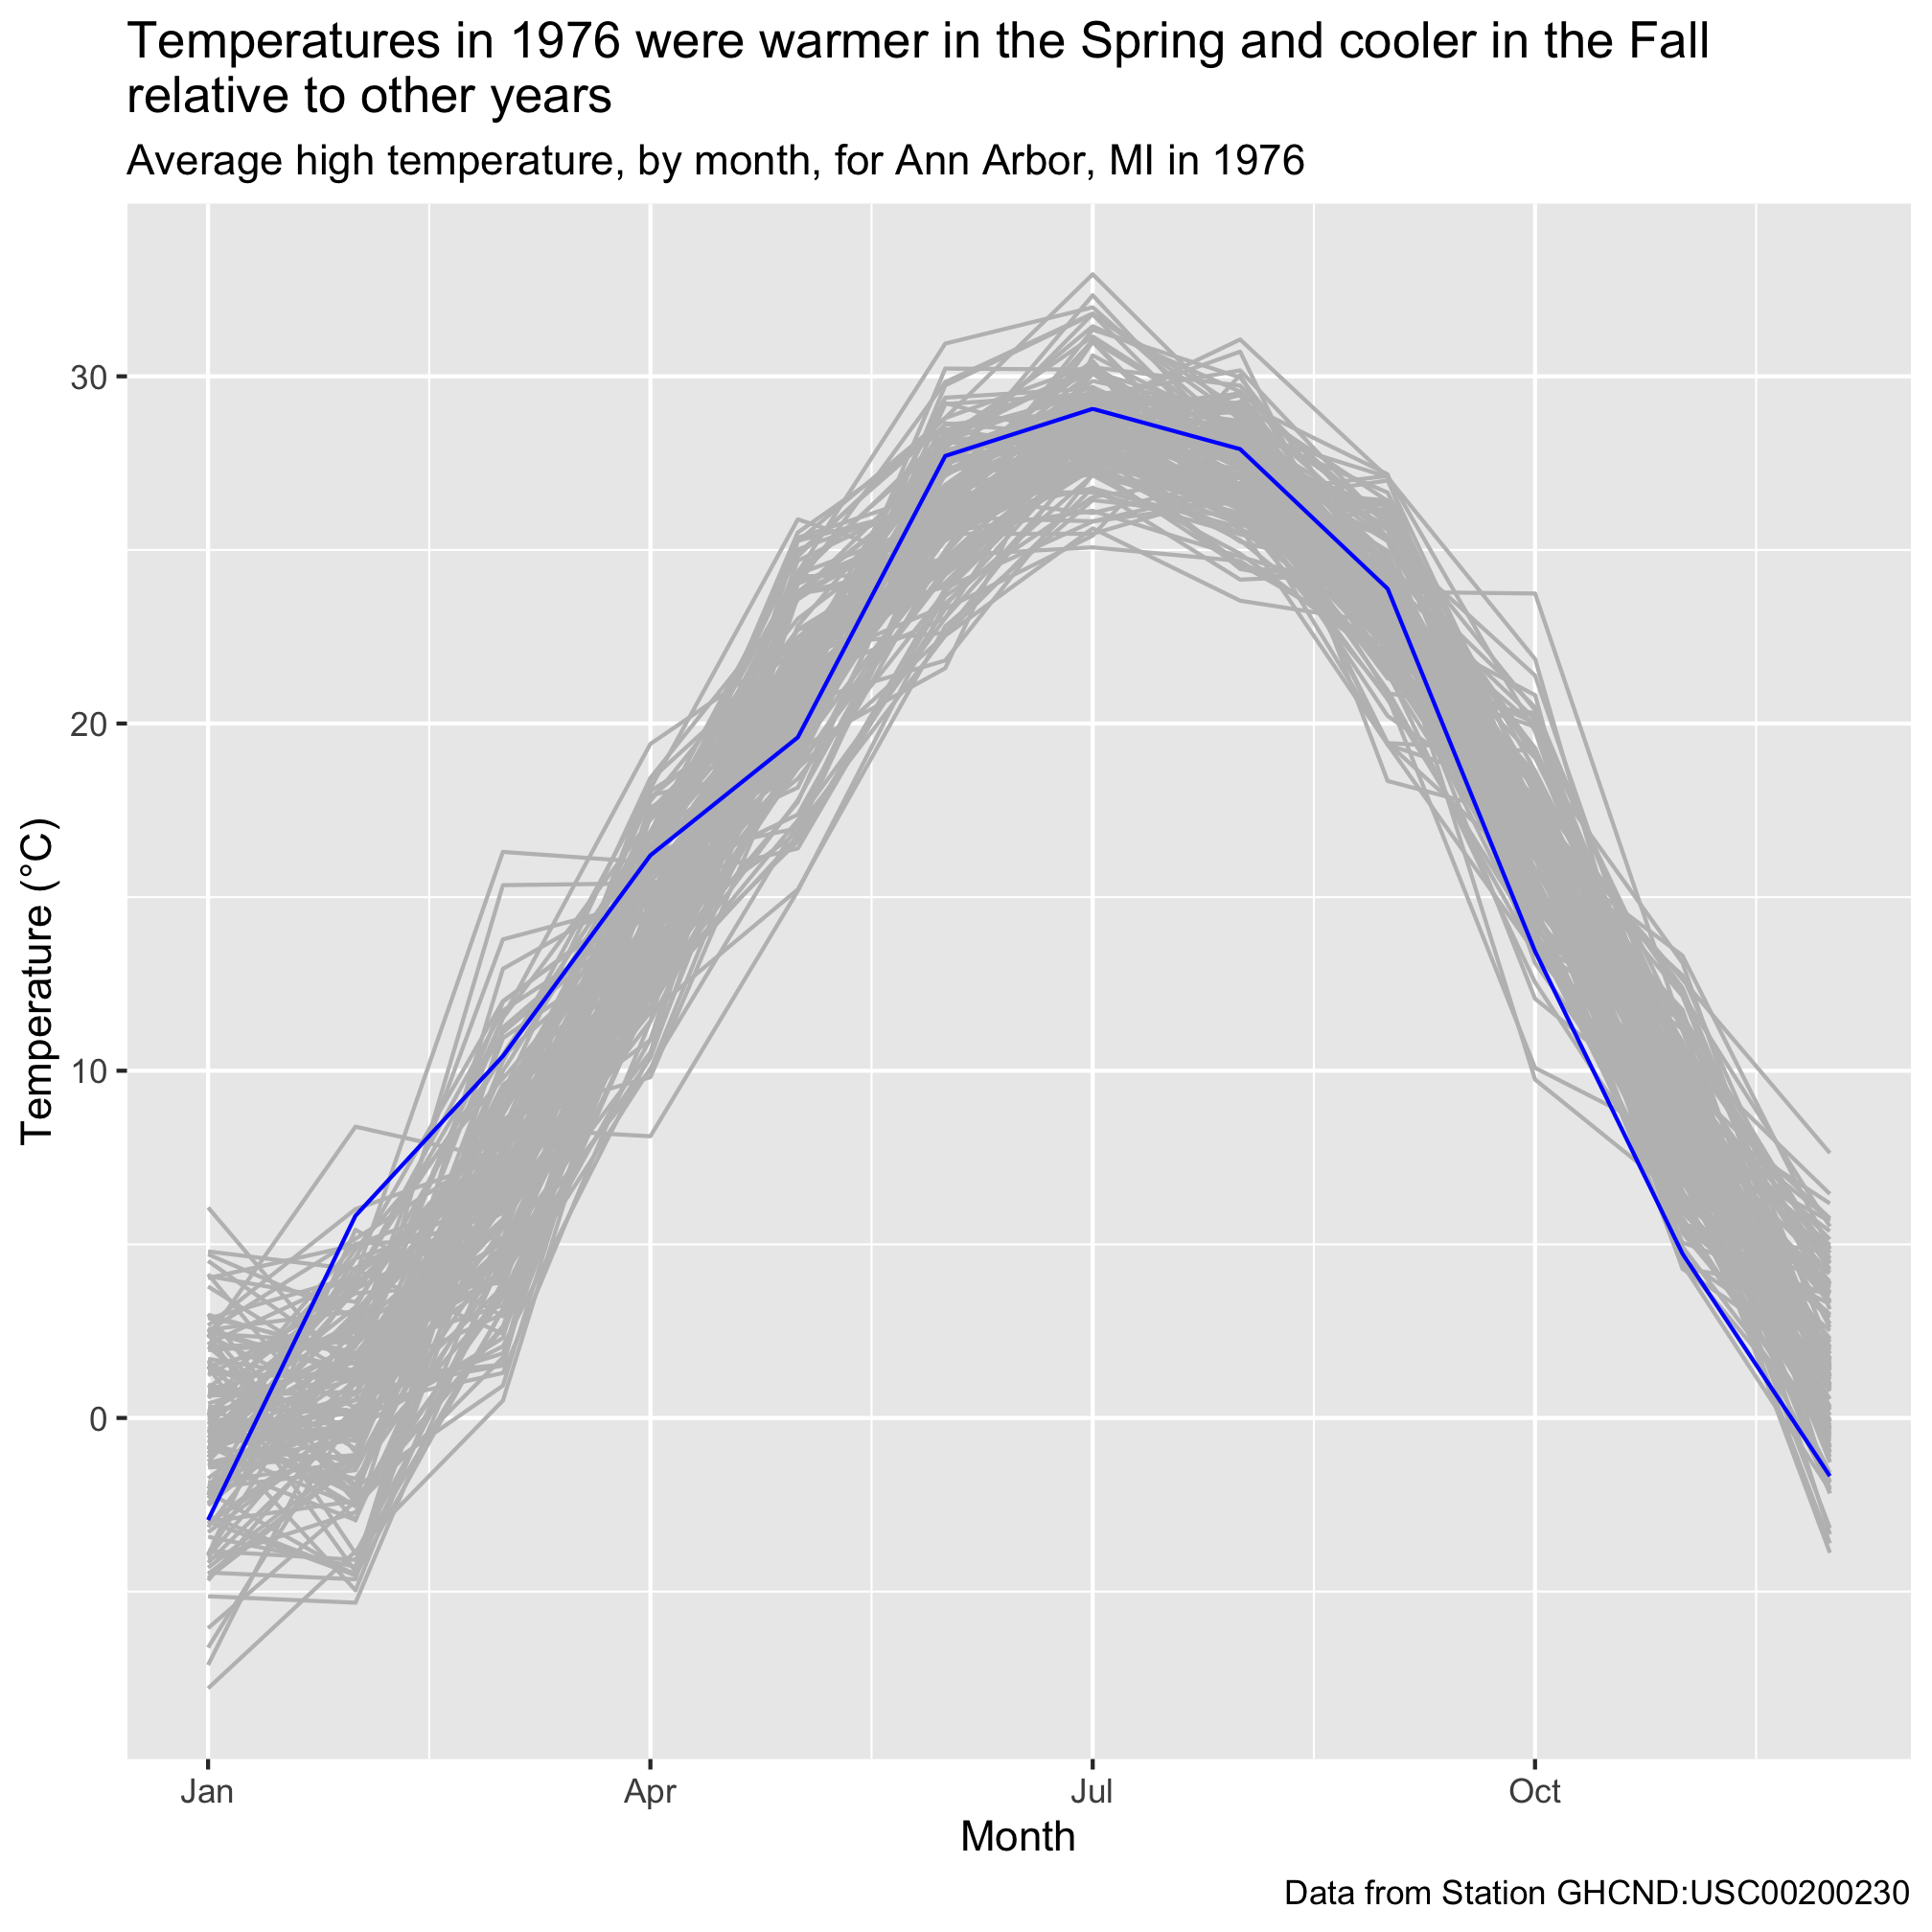 Temperatures in 1976 were warmer in the Spring and cooler in the Fall
relative to other years
Average high temperature, by month, for Ann Arbor, MI in 1976
Temperature (°C)
30
20
10
0
Jan Apr Jul Oct
Month
Data from Station GHCND:USC00200230